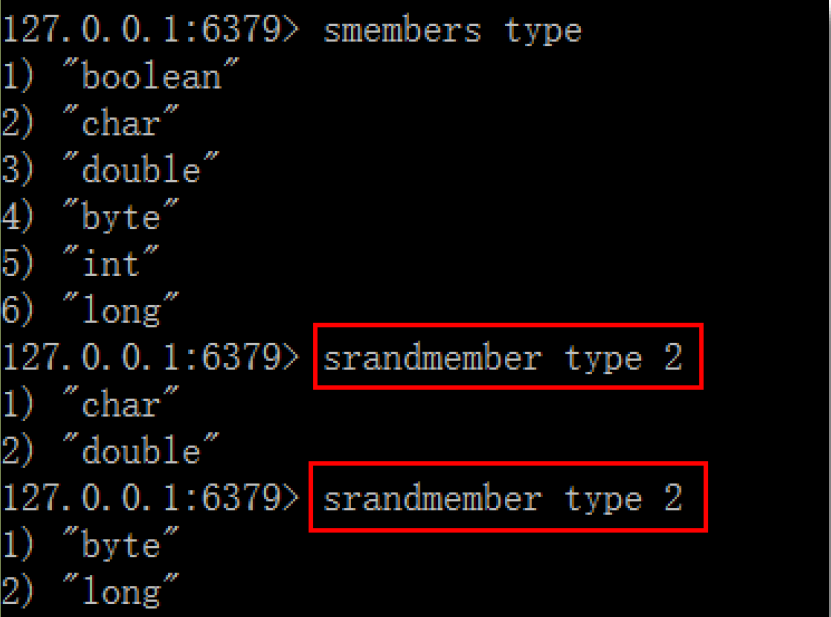 127.0.0.1:6379> smembers type
1) "boolean"
2) "char"
3) "double"
4) "byte"
5) "int"
6) "long"
127.0.0.1:6379> srandmember type 2
1) "char"
2) "double"
127.0.0.1:6379> srandmember type 2
1) "byte"
2) "long"